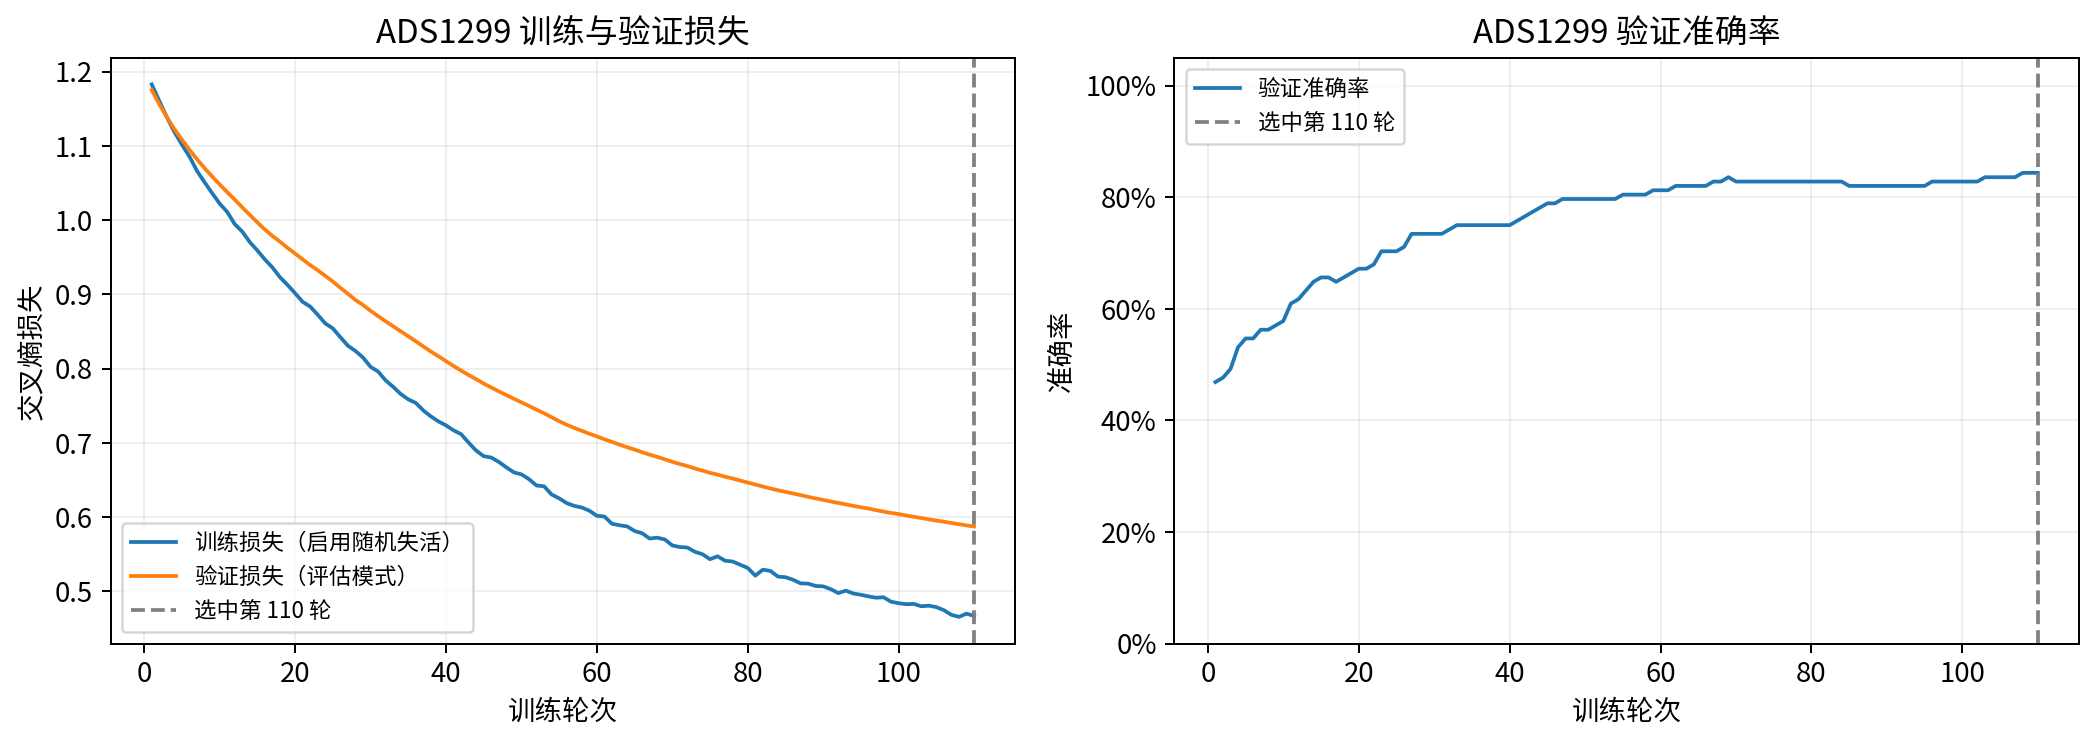 ADS1299 训练与验证损失
交叉熵损失
1.2
1.1
1.0
0.9
0.8
0.7
0.6
0.5
训练损失（启用随机失活）
验证损失（评估模式）
选中第 110 轮
0 20 40 60 80 100
训练轮次
ADS1299 验证准确率
准确率
100%
80%
60%
40%
20%
0%
验证准确率
选中第 110 轮
0 20 40 60 80 100
训练轮次